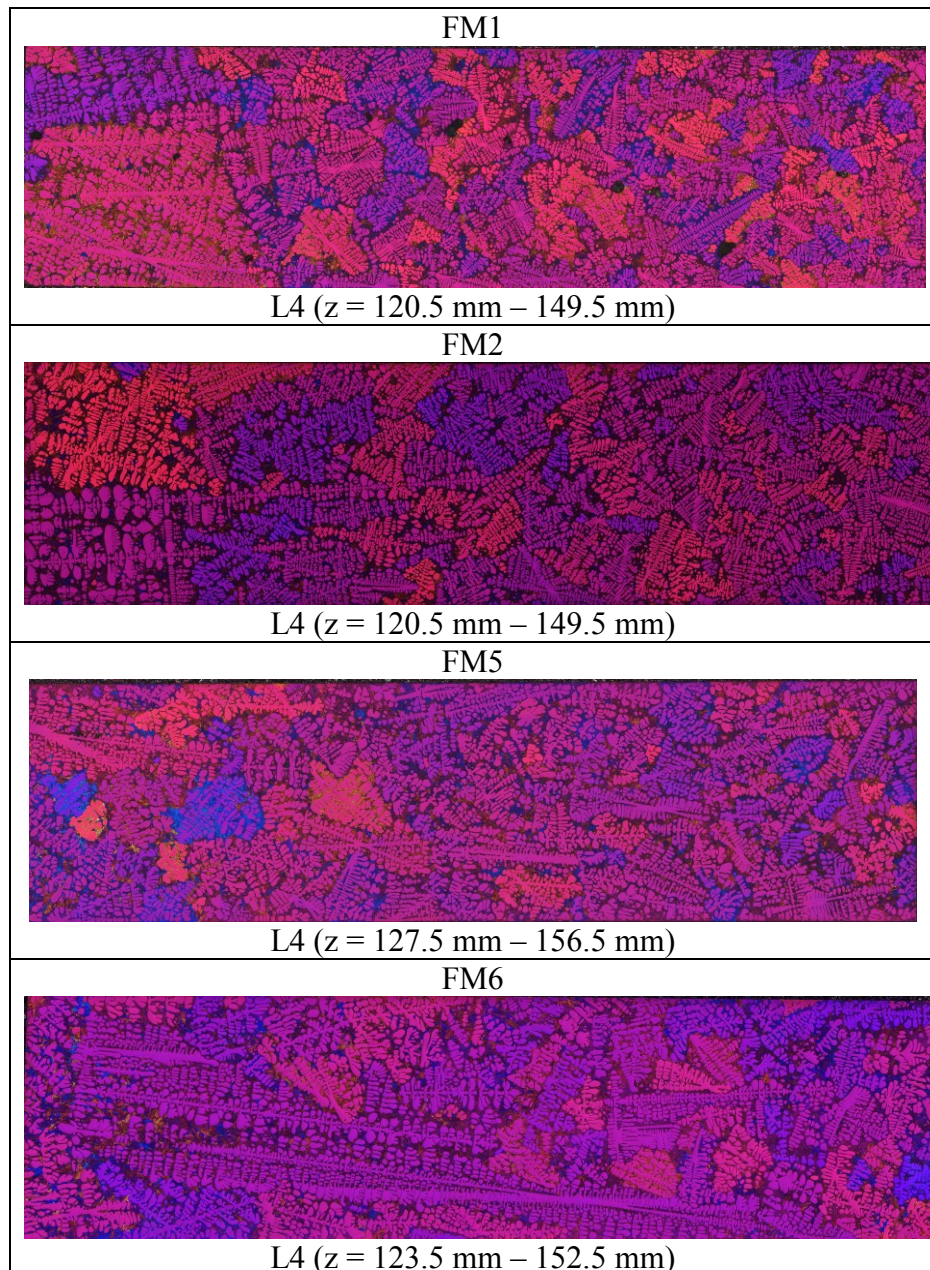 FM1
L4 (z = 120.5 mm – 149.5 mm)
FM2
L4 (z = 120.5 mm – 149.5 mm)
FM5
L4 (z = 127.5 mm – 156.5 mm)
FM6
L4 (z = 123.5 mm – 152.5 mm)